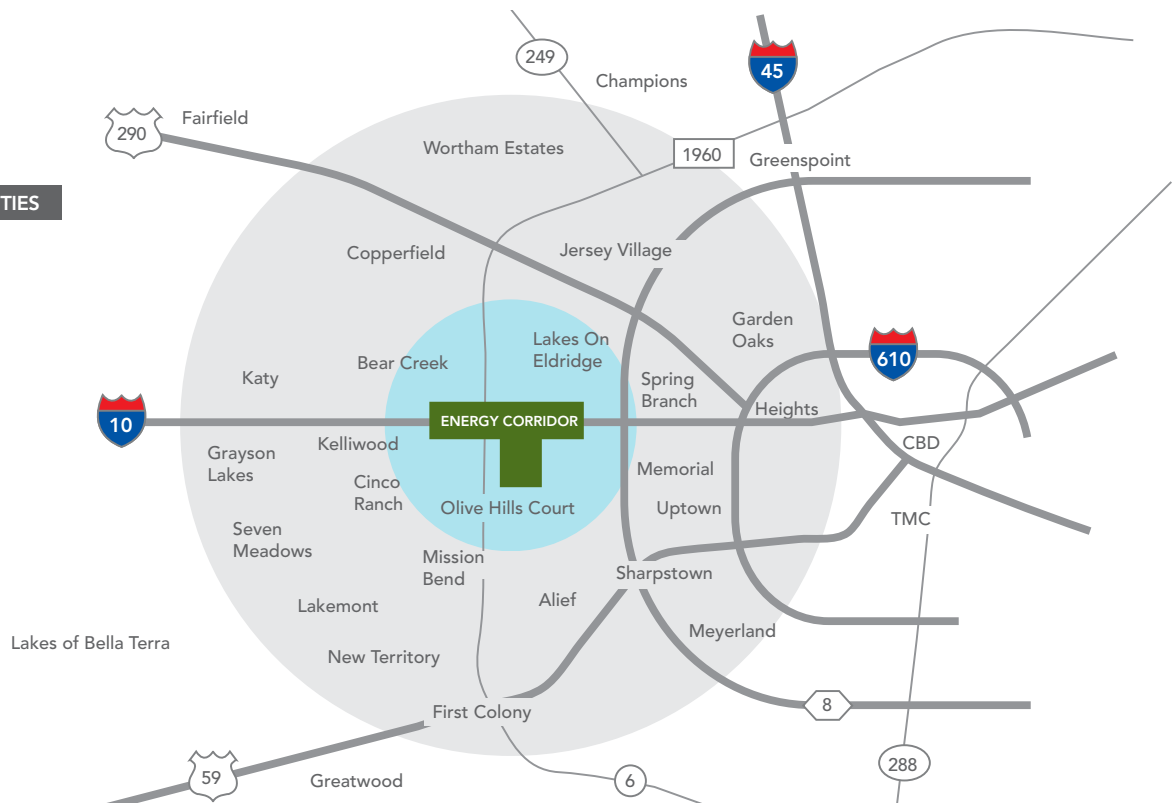 249
Champions
45
Fairfield
290
Wortham Estates
1960
Greenspoint
TIES
Copperfield
Jersey Village
Garden
Oaks
Lakes On
Eldridge
610
Bear Creek
Katy
Spring
Branch
Heights
10
ENERGY CORRIDOR
Kelliwood
CBD
Grayson
Lakes
Memorial
Cinco
Ranch
Olive Hills Court
Uptown
TMC
Seven
Meadows
Mission
Bend
Sharpstown
Alief
Lakemont
Meyerland
Lakes of Bella Terra
New Territory
8
First Colony
288
59
Greatwood
6